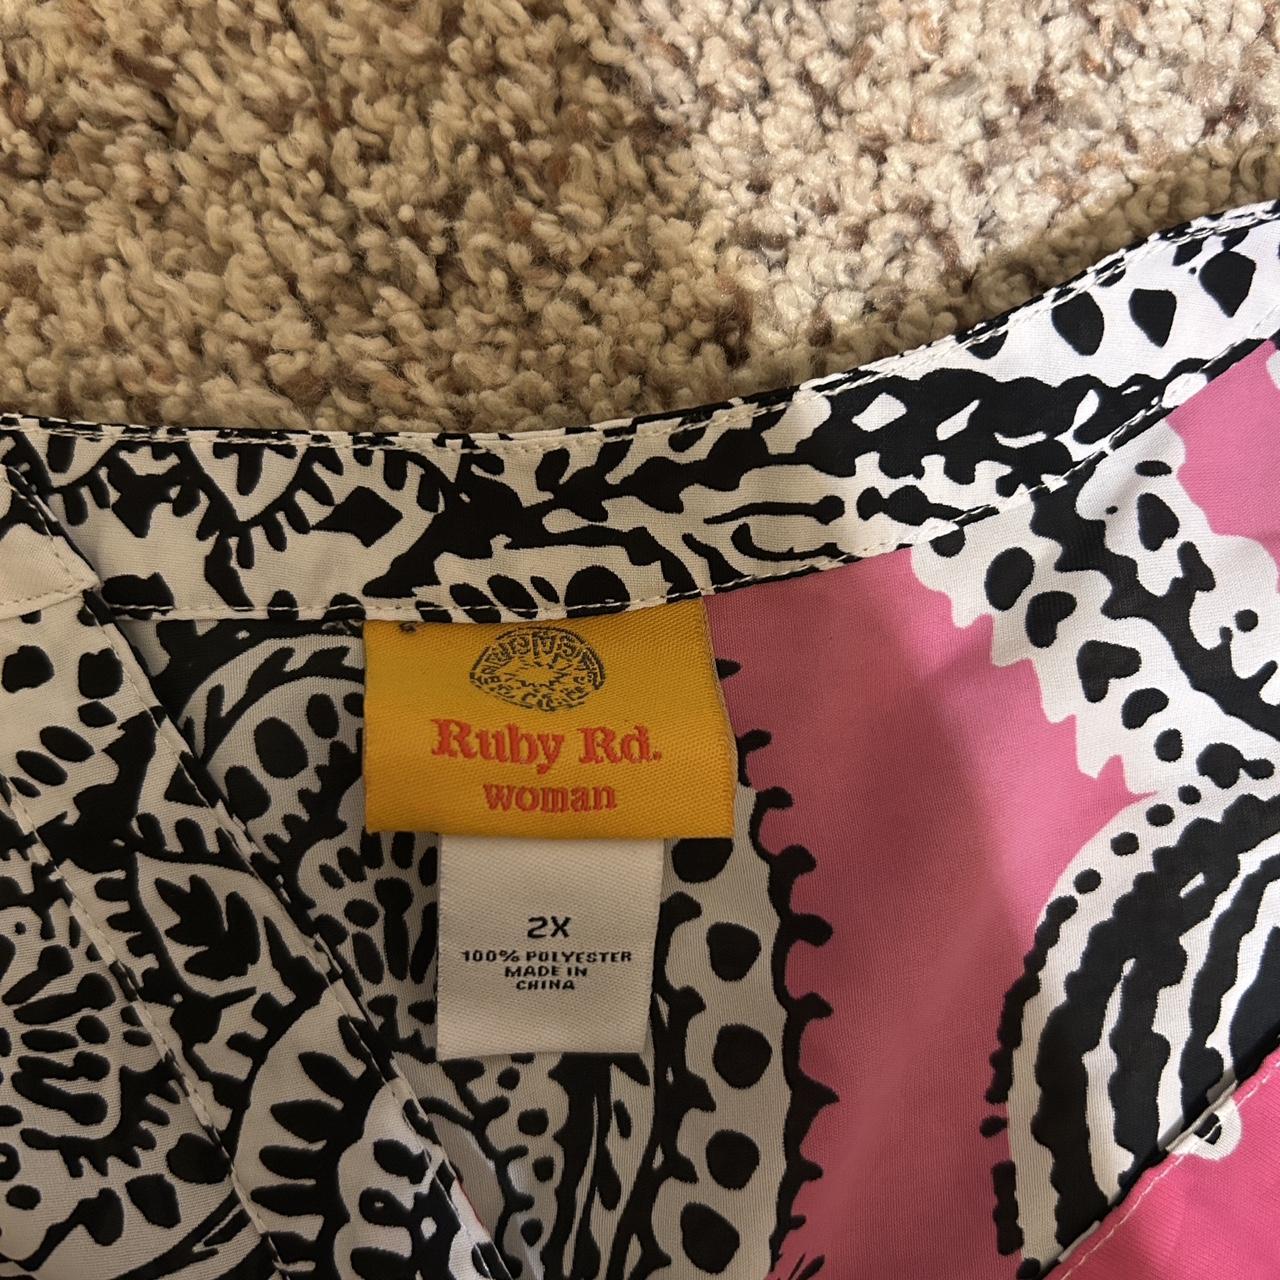 Ruby Rd.
woman
2X
100% POLYESTER
MADE IN
CHINA